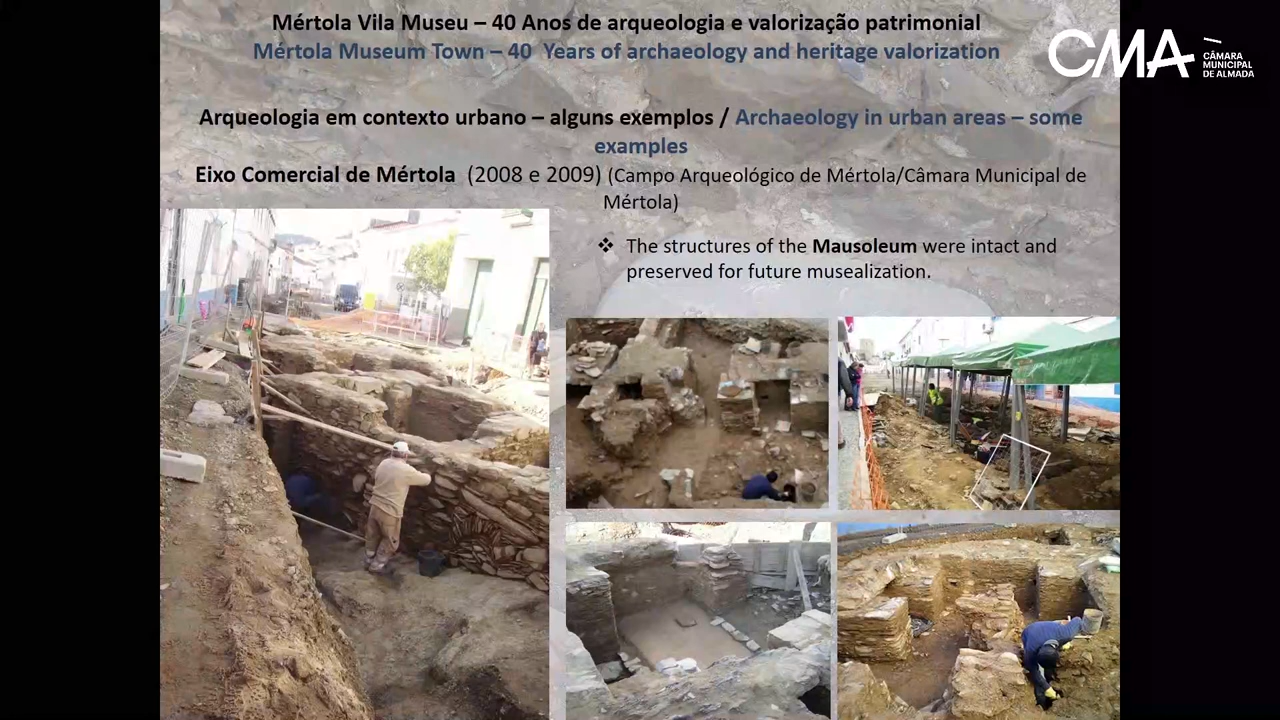 Mértola Vila Museu – 40 Anos de arqueologia e valorização patrimonial
Mértola Museum Town – 40 Years of archaeology and heritage valorization
CMA
CÂMARA
MUNICIPAL
DE ALMADA
Arqueologia em contexto urbano – alguns exemplos / Archaeology in urban areas – some
examples
Eixo Comercial de Mértola (2008 e 2009) (Campo Arqueológico de Mértola/Câmara Municipal de
Mértola)
❖ The structures of the Mausoleum were intact and
preserved for future musealization.